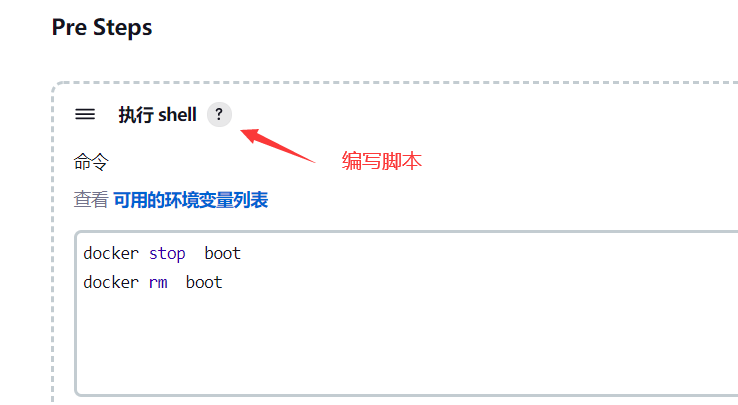 Pre Steps
执行 shell ?
编写脚本
命令
查看 可用的环境变量列表
docker stop  boot
docker rm  boot